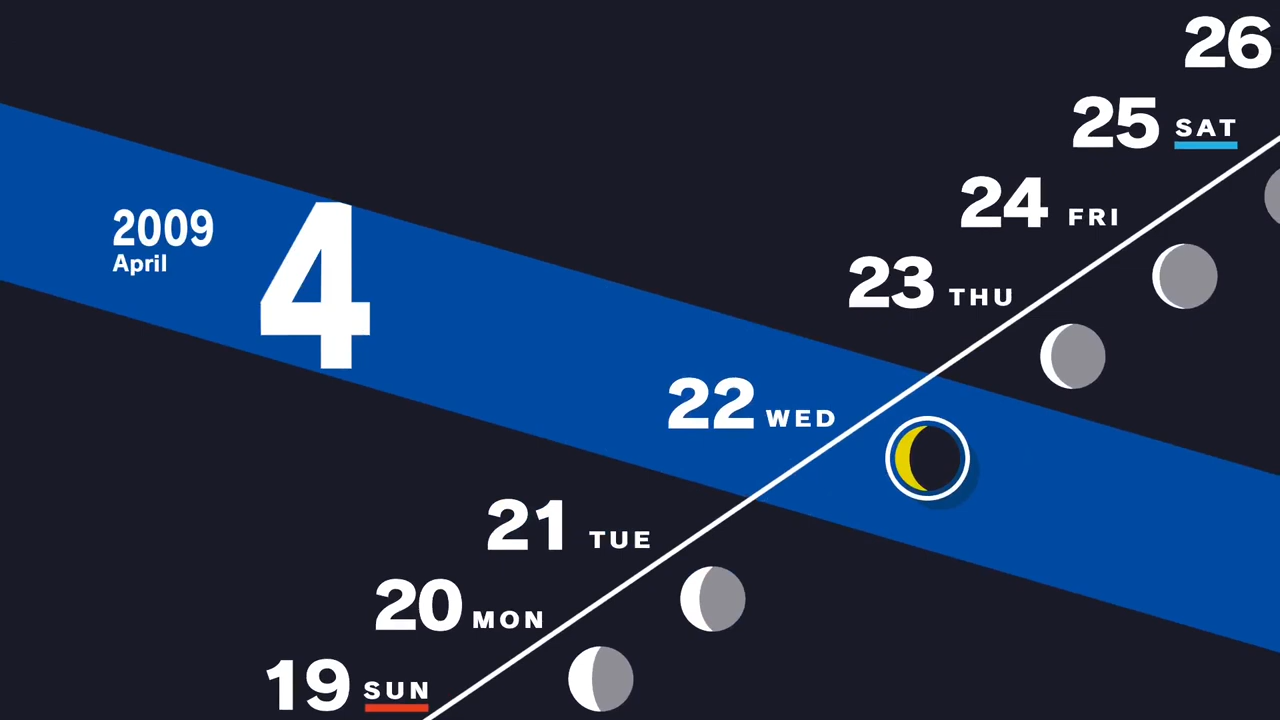 26
25 SAT
24 FRI
23 THU
2009
April
4
22 WED
21 TUE
20 MON
19 SUN